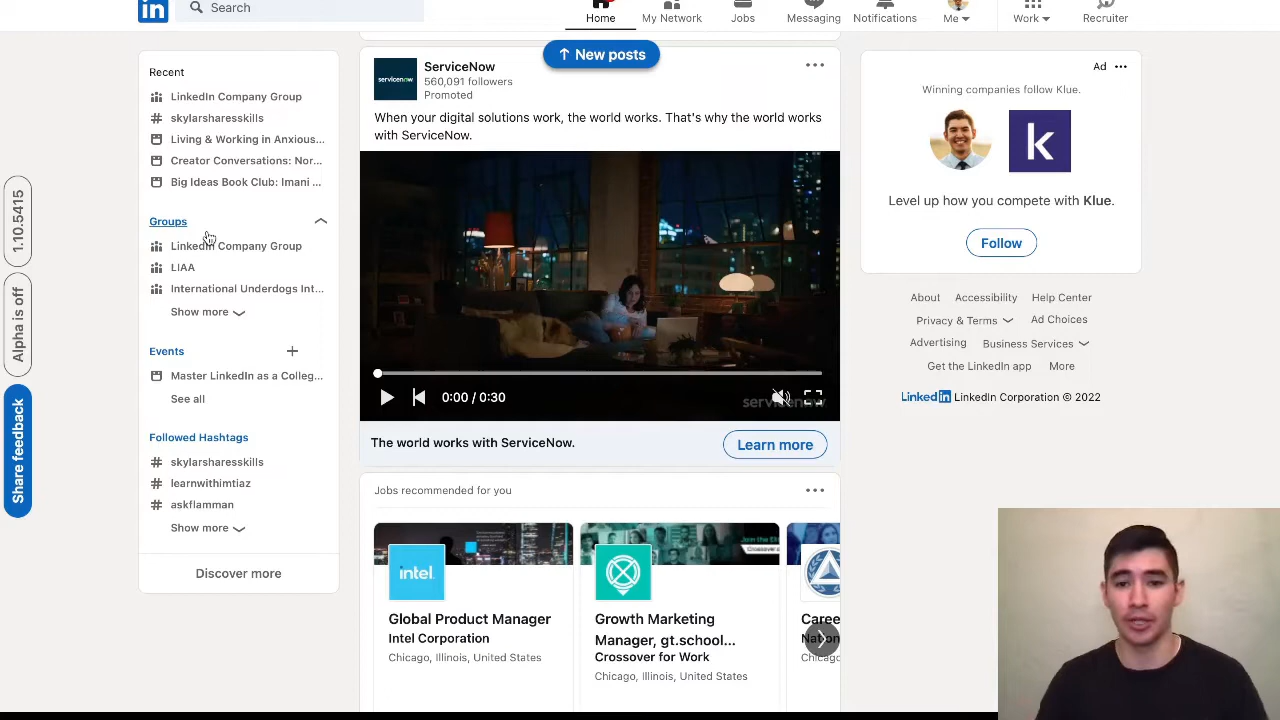 in
Search
Home
My Network
Jobs
Messaging
Notifications
Me
Work
Recruiter
1.10.5415
Alpha is off
Share feedback
Recent
LinkedIn Company Group
# skylarsharesskills
Living & Working in Anxious...
Creator Conversations: Nor...
Big Ideas Book Club: Imani ...
Groups
LinkedIn Company Group
LIAA
International Underdogs Int...
Show more
Events +
Master LinkedIn as a Colleg...
See all
Followed Hashtags
# skylarsharesskills
# learnwithimtiaz
# askflamman
Show more
Discover more
↑ New posts
servicenow
ServiceNow
560,091 followers
Promoted
When your digital solutions work, the world works. That's why the world works
with ServiceNow.
0:00 / 0:30
servicenow
The world works with ServiceNow.
Learn more
Jobs recommended for you
intel
Global Product Manager
Intel Corporation
Chicago, Illinois, United States
Growth Marketing
Manager, gt.school...
Crossover for Work
Chicago, Illinois, United States
Caree
Nation
Chicago
Ad
Winning companies follow Klue.
k
Level up how you compete with Klue.
Follow
About Accessibility Help Center
Privacy & Terms Ad Choices
Advertising Business Services
Get the LinkedIn app More
LinkedIn LinkedIn Corporation © 2022